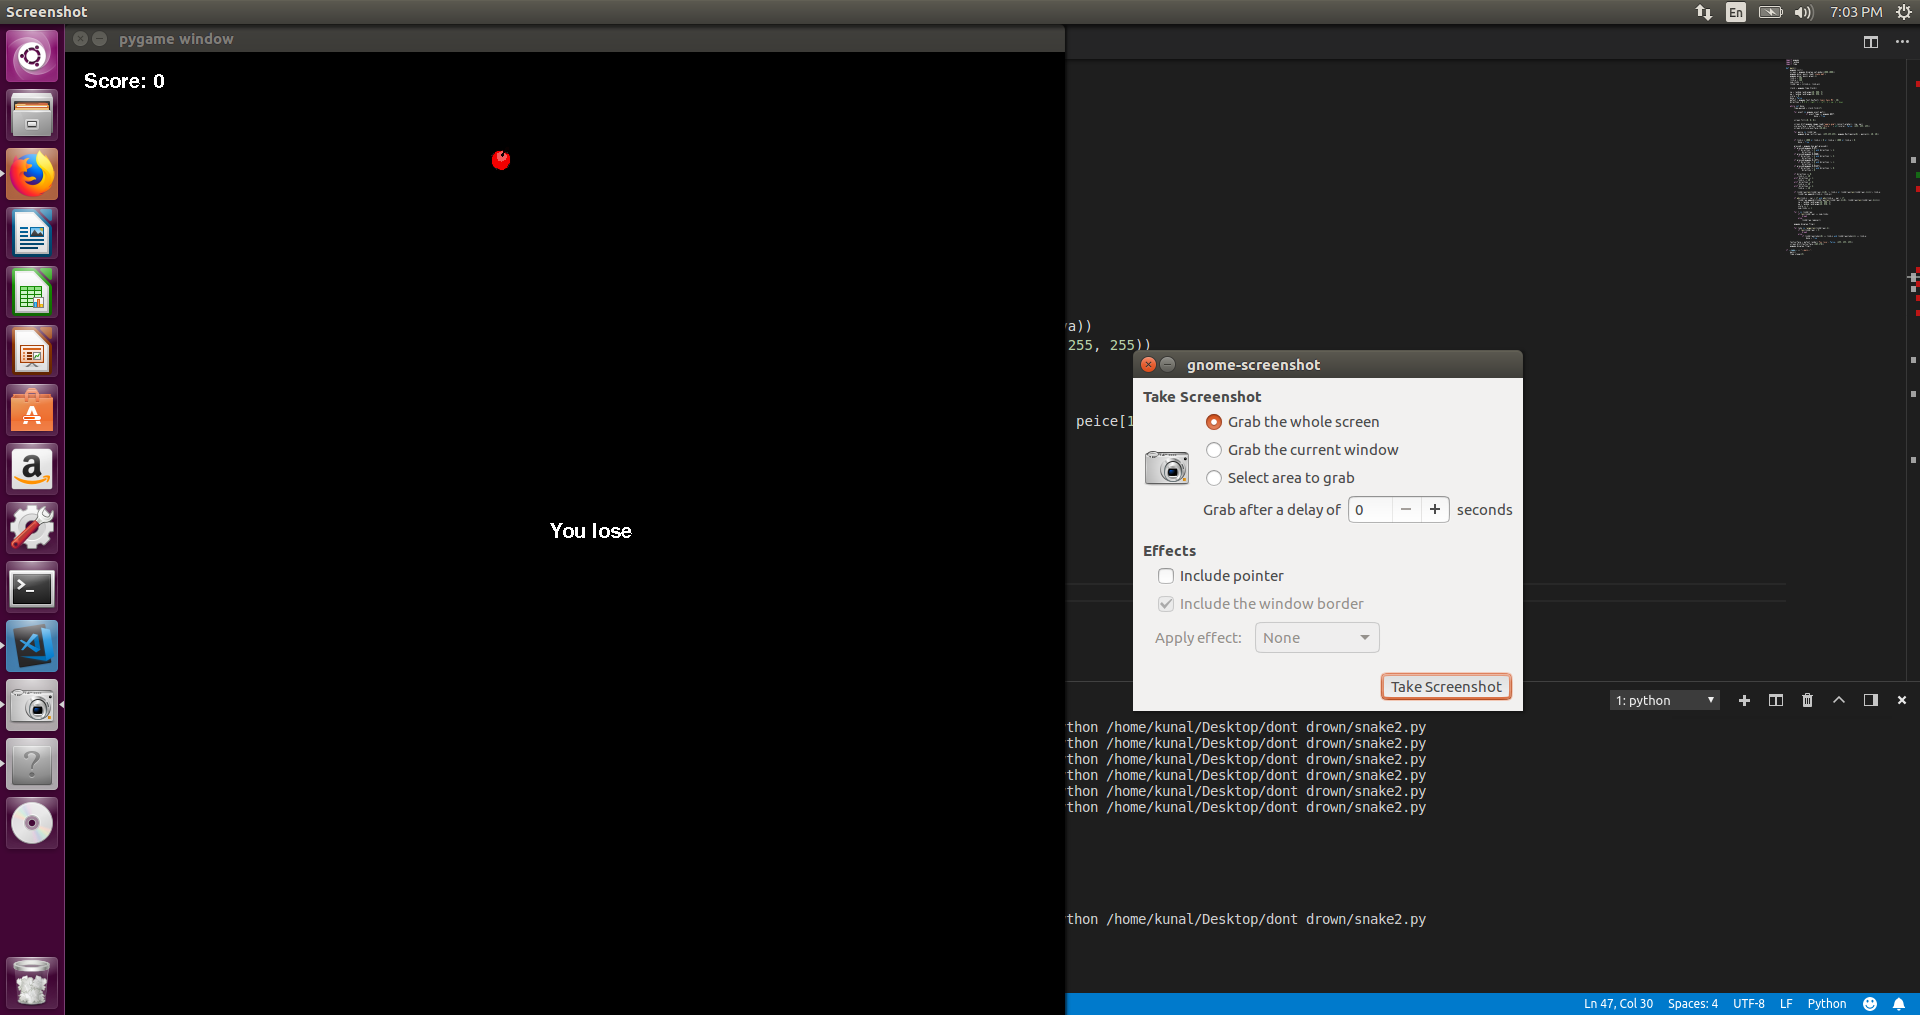 Screenshot
En
7:03 PM
pygame window
Score: 0
You lose
a))
255, 255))
peice[1
gnome-screenshot
Take Screenshot
Grab the whole screen
Grab the current window
Select area to grab
Grab after a delay of 0 seconds
Effects
Include pointer
Include the window border
Apply effect: None
Take Screenshot
1: python
thon /home/kunal/Desktop/dont drown/snake2.py
thon /home/kunal/Desktop/dont drown/snake2.py
thon /home/kunal/Desktop/dont drown/snake2.py
thon /home/kunal/Desktop/dont drown/snake2.py
thon /home/kunal/Desktop/dont drown/snake2.py
thon /home/kunal/Desktop/dont drown/snake2.py
thon /home/kunal/Desktop/dont drown/snake2.py
Ln 47, Col 30 Spaces: 4 UTF-8 LF Python